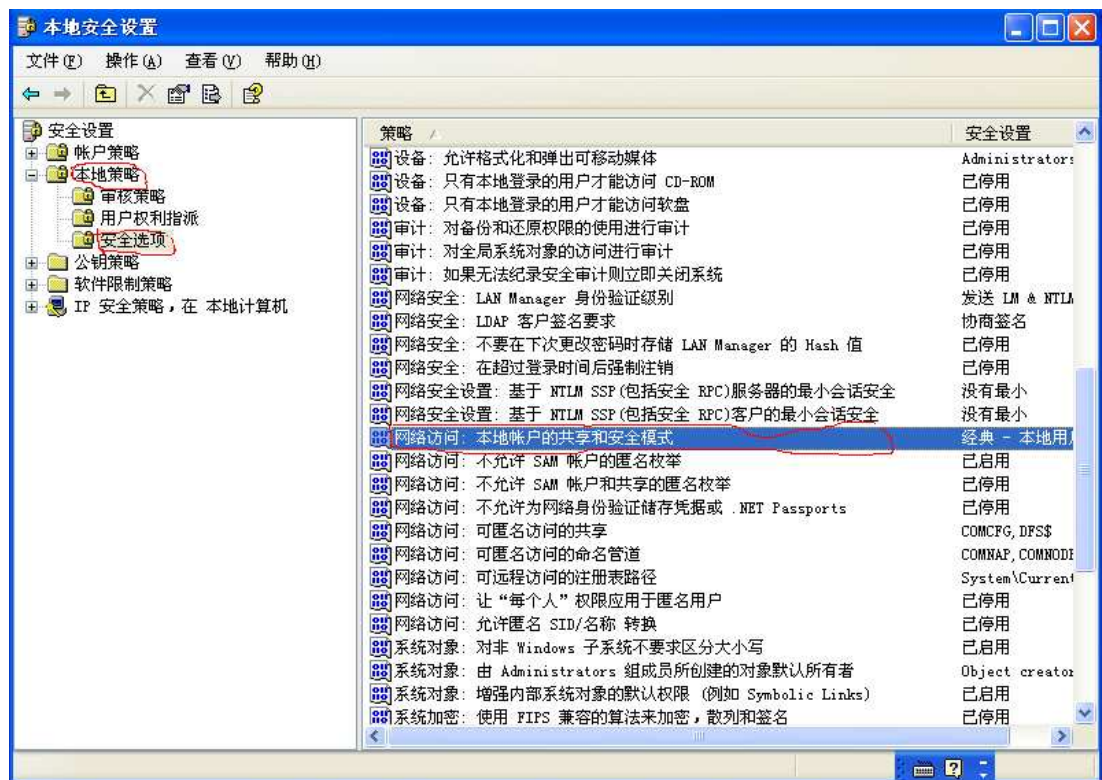 本地安全设置
文件(F) 操作(A) 查看(V) 帮助(H)
安全设置
帐户策略
本地策略
审核策略
用户权利指派
安全选项
公钥策略
软件限制策略
IP 安全策略，在 本地计算机
策略 安全设置
设备: 允许格式化和弹出可移动媒体 Administrators
设备: 只有本地登录的用户才能访问 CD-ROM 已停用
设备: 只有本地登录的用户才能访问软盘 已停用
审计: 对备份和还原权限的使用进行审计 已停用
审计: 对全局系统对象的访问进行审计 已停用
审计: 如果无法纪录安全审计则立即关闭系统 已停用
网络安全: LAN Manager 身份验证级别 发送 LM & NTLM
网络安全: LDAP 客户签名要求 协商签名
网络安全: 不要在下次更改密码时存储 LAN Manager 的 Hash 值 已停用
网络安全: 在超过登录时间后强制注销 已停用
网络安全设置: 基于 NTLM SSP(包括安全 RPC)服务器的最小会话安全 没有最小
网络安全设置: 基于 NTLM SSP(包括安全 RPC)客户的最小会话安全 没有最小
网络访问: 本地帐户的共享和安全模式 经典 - 本地用户
网络访问: 不允许 SAM 帐户的匿名枚举 已启用
网络访问: 不允许 SAM 帐户和共享的匿名枚举 已停用
网络访问: 不允许为网络身份验证储存凭据或 .NET Passports 已停用
网络访问: 可匿名访问的共享 COMCFG,DFS$
网络访问: 可匿名访问的命名管道 COMNAP,COMNODE
网络访问: 可远程访问的注册表路径 System\Current
网络访问: 让“每个人”权限应用于匿名用户 已停用
网络访问: 允许匿名 SID/名称 转换 已停用
系统对象: 对非 Windows 子系统不要求区分大小写 已启用
系统对象: 由 Administrators 组成员所创建的对象默认所有者 Object creator
系统对象: 增强内部系统对象的默认权限 (例如 Symbolic Links) 已启用
系统加密: 使用 FIPS 兼容的算法来加密，散列和签名 已停用